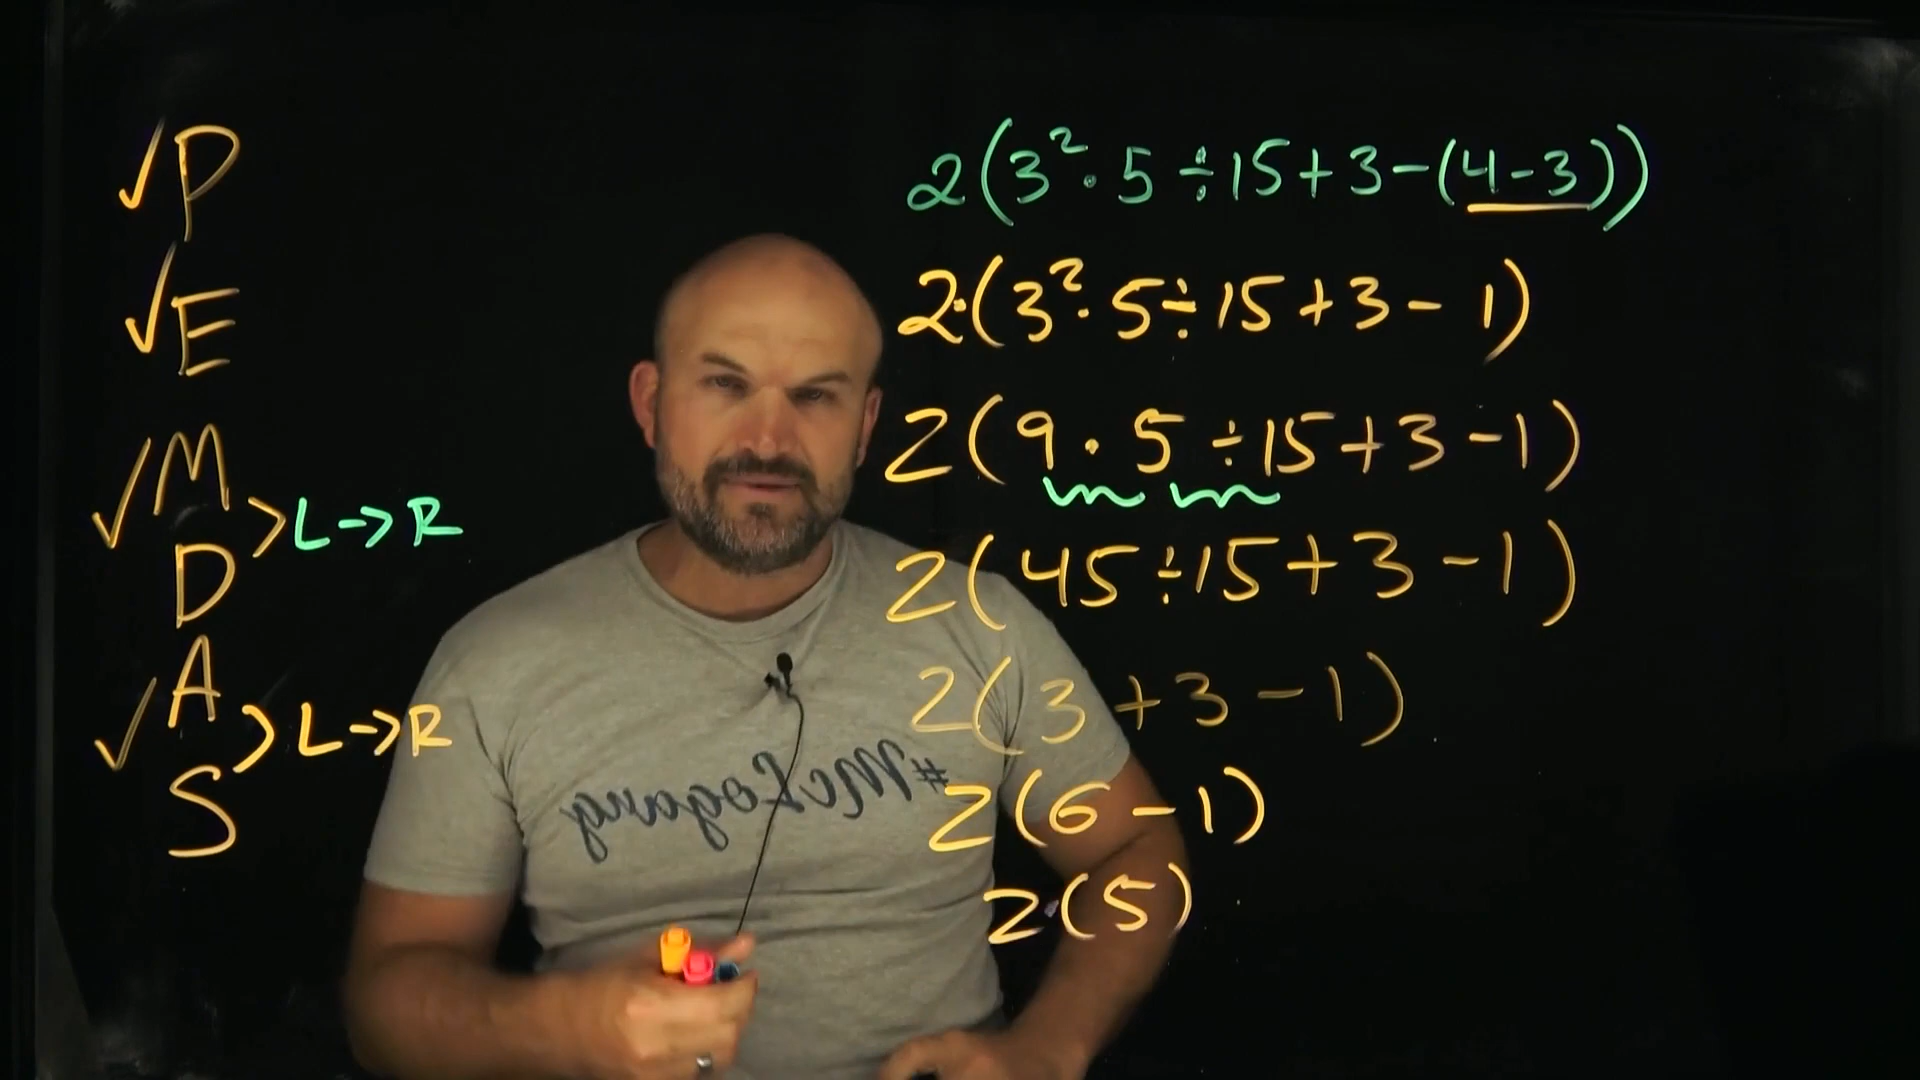 ✓P
✓E
✓M
D
>L->R
✓A
S
>L->R
2(3²·5÷15+3-(4-3))
2·(3²·5÷15+3-1)
2(9·5÷15+3-1)
2(45÷15+3-1)
2(3+3-1)
2(6-1)
2·(5)
#McLogang